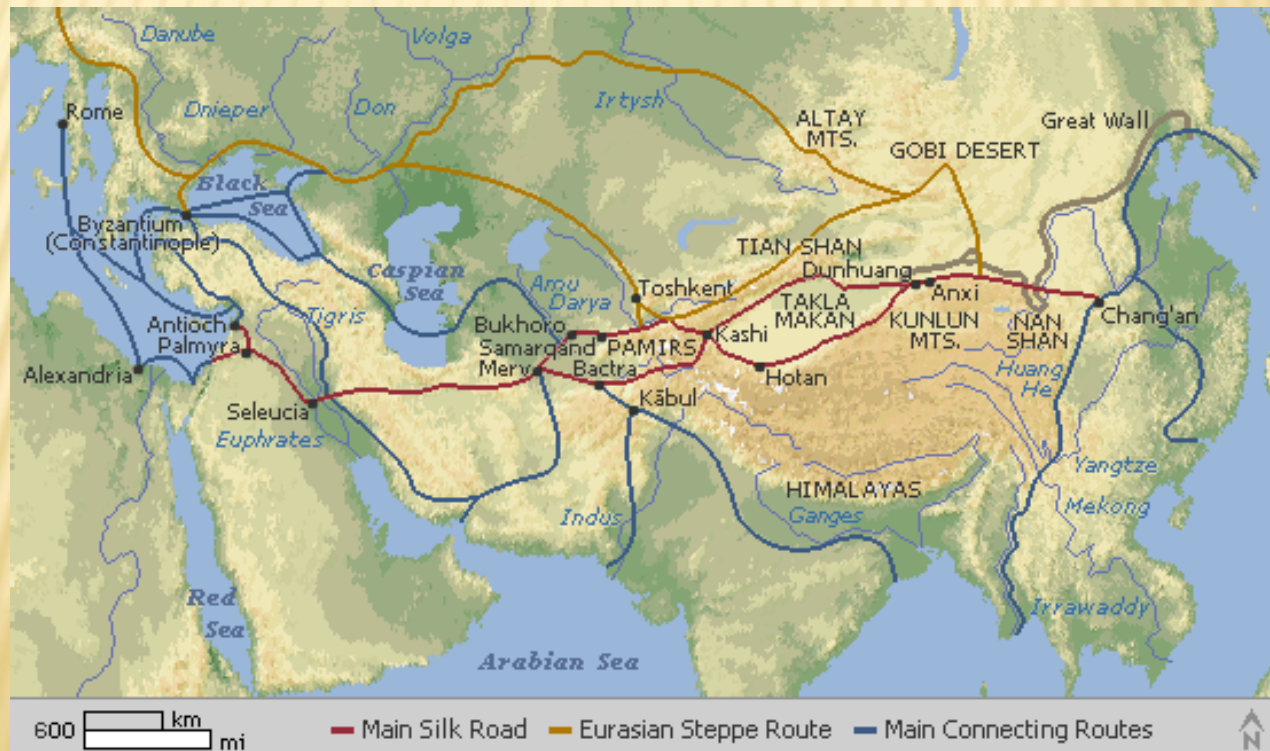 Danube
Volga
Rome
Dnieper
Don
Irtysh
ALTAY
MTS.
Great Wall
GOBI DESERT
Black
Sea
Byzantium
(Constantinople)
TIAN SHAN
Caspian
Sea
Amu
Darya
Toshkent
Dunhuang
Anxi
Tigris
TAKLA
MAKAN
KUNLUN
MTS.
NAN
SHAN
Chang'an
Antioch
Palmyra
Bukhoro
Samarqand
PAMIRS
Kashi
Alexandria
Merv
Bactra
Hotan
Huang
He
Seleucia
Kābul
Euphrates
Yangtze
HIMALAYAS
Indus
Ganges
Mekong
Red
Sea
Irrawaddy
Arabian Sea
600 km
mi
Main Silk Road
Eurasian Steppe Route
Main Connecting Routes
N